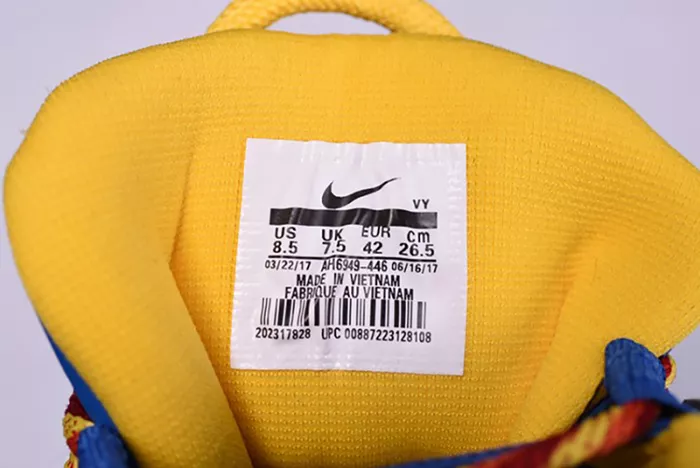 VY
US UK EUR cm
8.5 7.5 42 26.5
03/22/17 AH6949-446 06/16/17
MADE IN VIETNAM
FABRIQUE AU VIETNAM
202317828 UPC 00887223128108